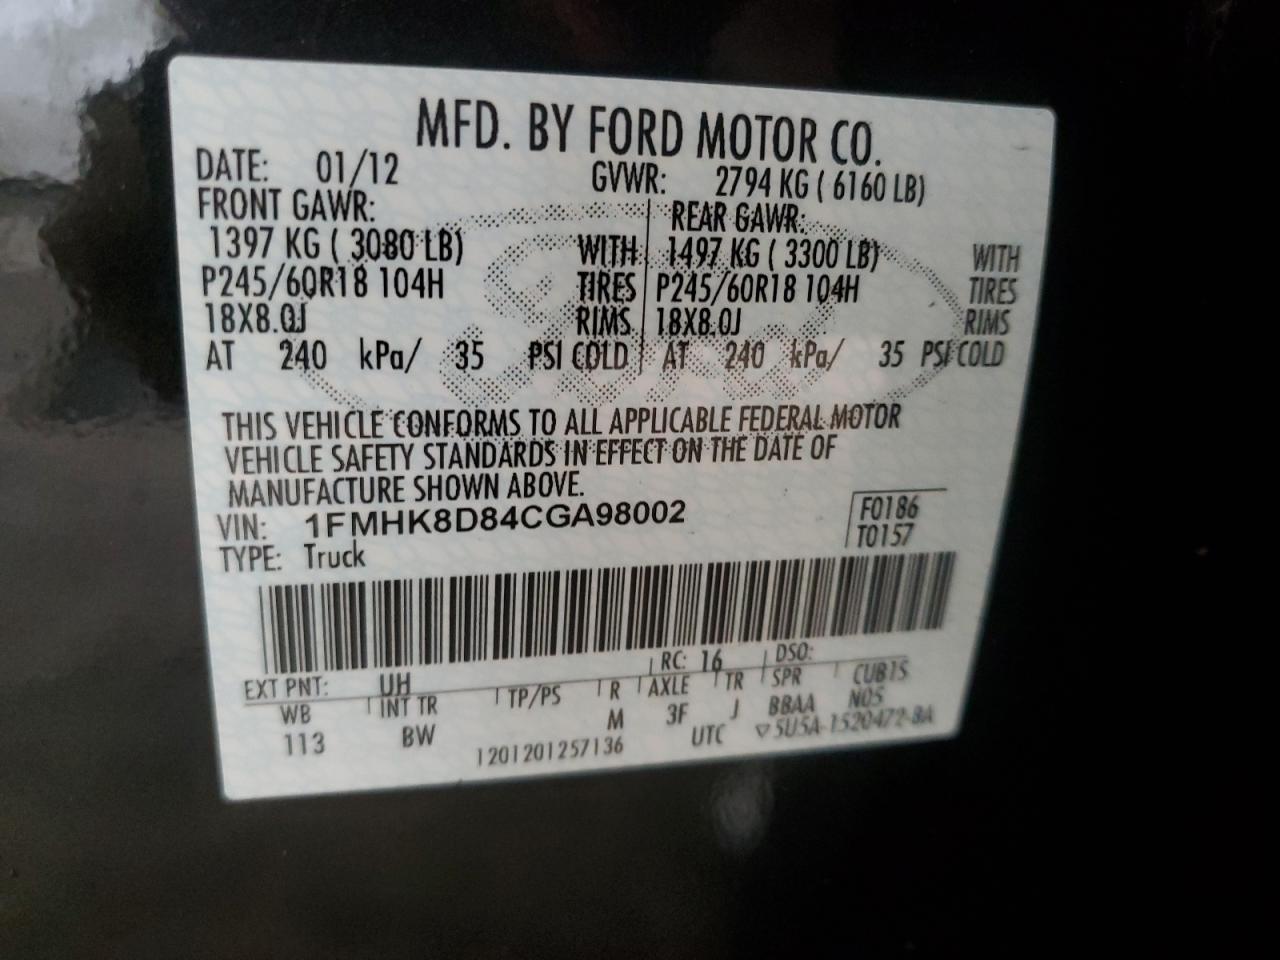 MFD. BY FORD MOTOR CO.
DATE: 01/12 GVWR: 2794 KG ( 6160 LB)
FRONT GAWR: REAR GAWR:
1397 KG ( 3080 LB) WITH 1497 KG ( 3300 LB) WITH
P245/60R18 104H TIRES P245/60R18 104H TIRES
18X8.0J RIMS 18X8.0J RIMS
AT 240 kPa/ 35 PSI COLD AT 240 kPa/ 35 PSI COLD
THIS VEHICLE CONFORMS TO ALL APPLICABLE FEDERAL MOTOR
VEHICLE SAFETY STANDARDS IN EFFECT ON THE DATE OF
MANUFACTURE SHOWN ABOVE.
VIN: 1FMHK8D84CGA98002 F0186
TYPE: Truck T0157
RC: 16 DSO:
EXT PNT: UH
WB INT TR TP/PS R AXLE TR SPR CUB1S
113 BW M 3F J BBAA N05
1201201257136 UTC ▽5U5A-1520472-BA